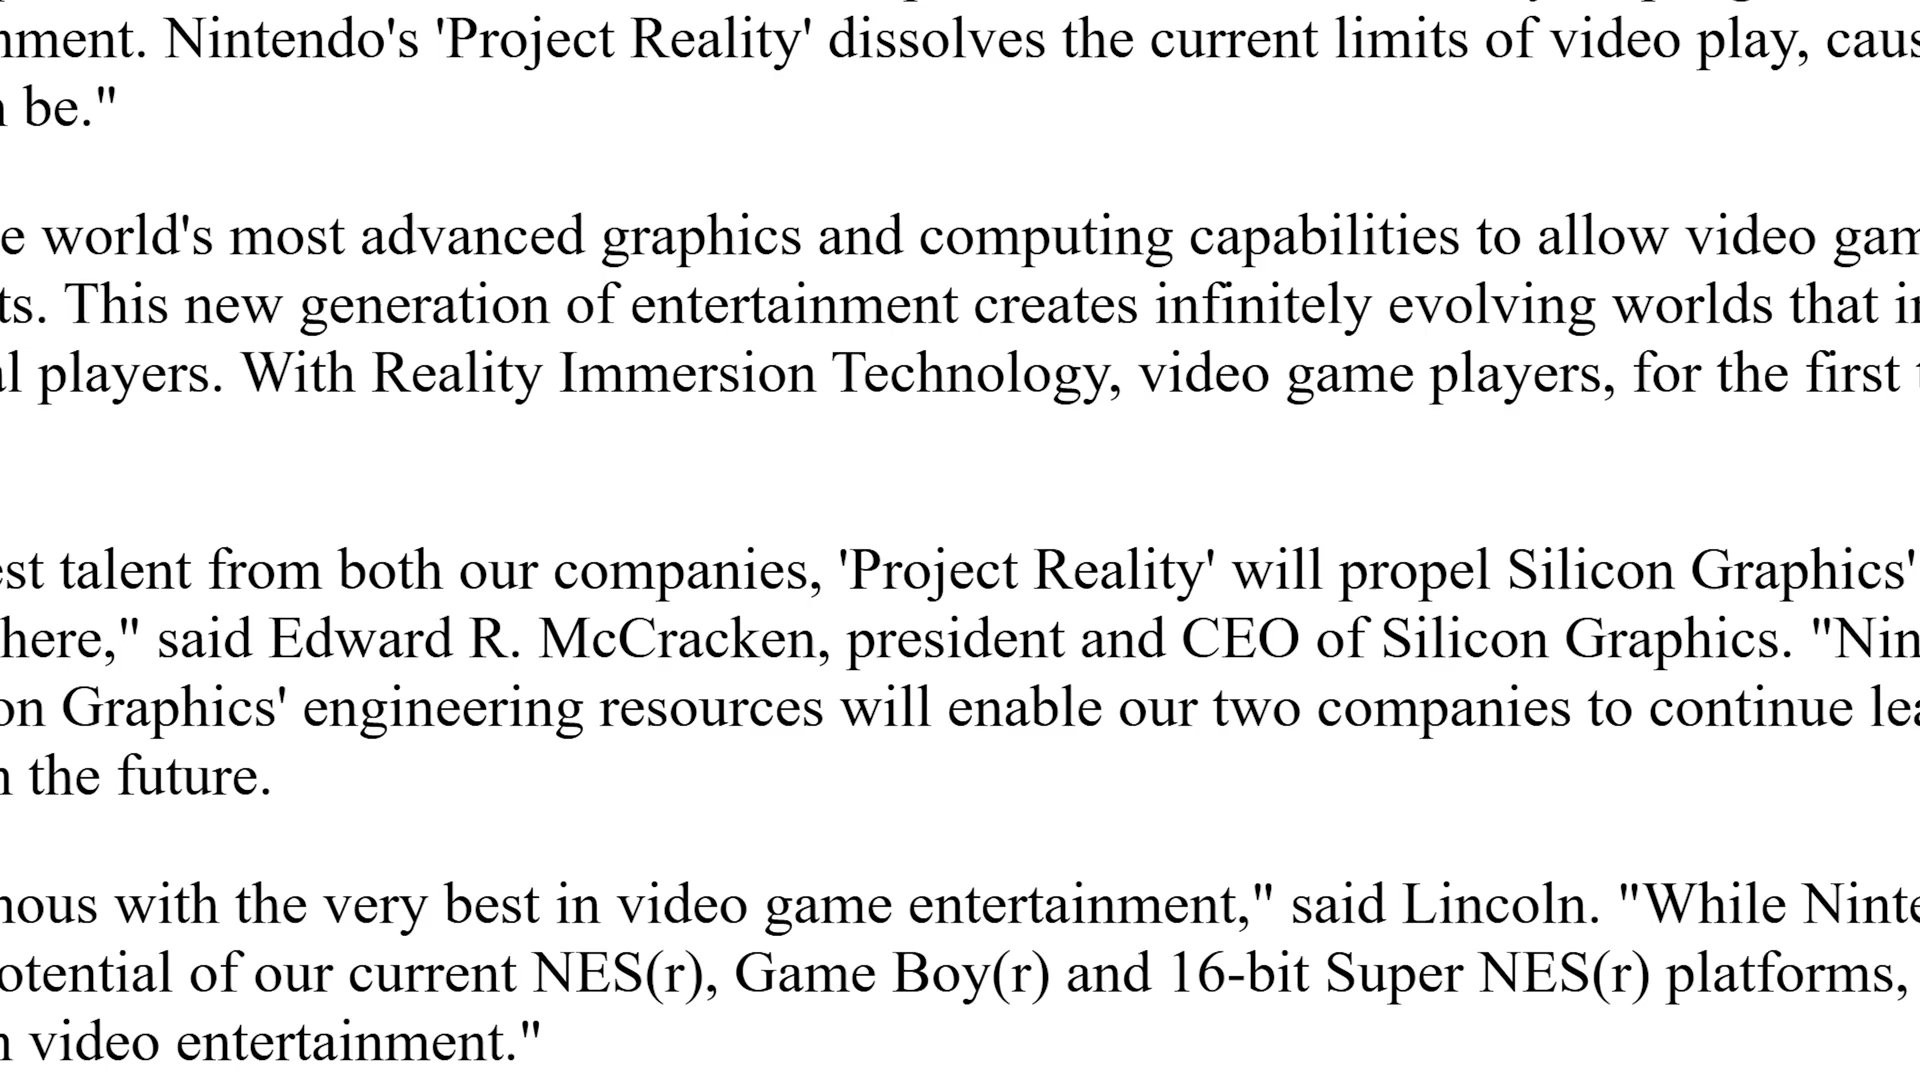 nment. Nintendo's 'Project Reality' dissolves the current limits of video play, caus
be."
e world's most advanced graphics and computing capabilities to allow video gam
ts. This new generation of entertainment creates infinitely evolving worlds that in
al players. With Reality Immersion Technology, video game players, for the first
est talent from both our companies, 'Project Reality' will propel Silicon Graphics'
here," said Edward R. McCracken, president and CEO of Silicon Graphics. "Nin
on Graphics' engineering resources will enable our two companies to continue lea
the future.
nous with the very best in video game entertainment," said Lincoln. "While Ninte
otential of our current NES(r), Game Boy(r) and 16-bit Super NES(r) platforms,
video entertainment."